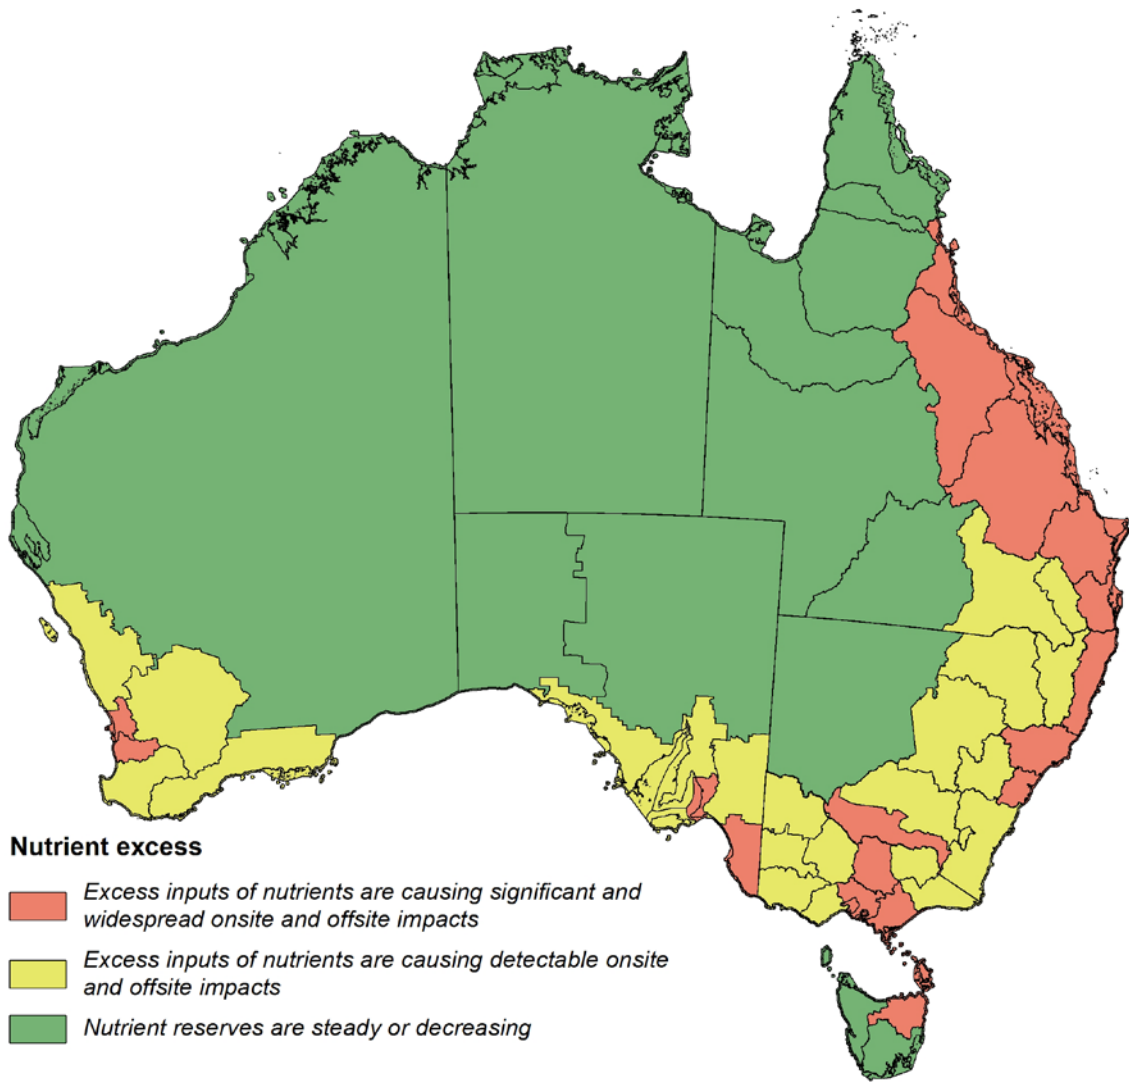 Nutrient excess
Excess inputs of nutrients are causing significant and
widespread onsite and offsite impacts
Excess inputs of nutrients are causing detectable onsite
and offsite impacts
Nutrient reserves are steady or decreasing